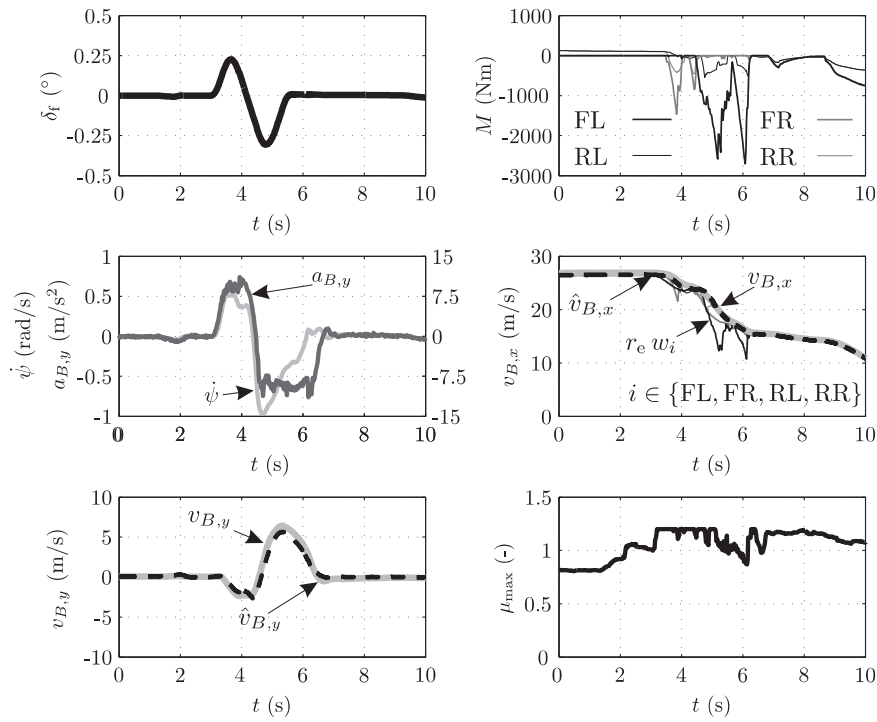 0.5
0.25
0
-0.25
-0.5
δf (°)
0 2 4 6 8 10
t (s)
1000
0
-1000
-2000
-3000
M (Nm)
FL FR
RL RR
0 2 4 6 8 10
t (s)
1 15
0.5 7.5
0 0
-0.5 -7.5
-1 -15
ψ̇ (rad/s)
aB,y (m/s²)
aB,y
ψ̇
0 2 4 6 8 10
t (s)
30
20
10
0
vB,x (m/s)
v̂B,x
vB,x
re wi
i ∈ {FL, FR, RL, RR}
0 2 4 6 8 10
t (s)
10
5
0
-5
-10
vB,y (m/s)
vB,y
v̂B,y
0 2 4 6 8 10
t (s)
1.5
1
0.5
0
μmax (-)
0 2 4 6 8 10
t (s)